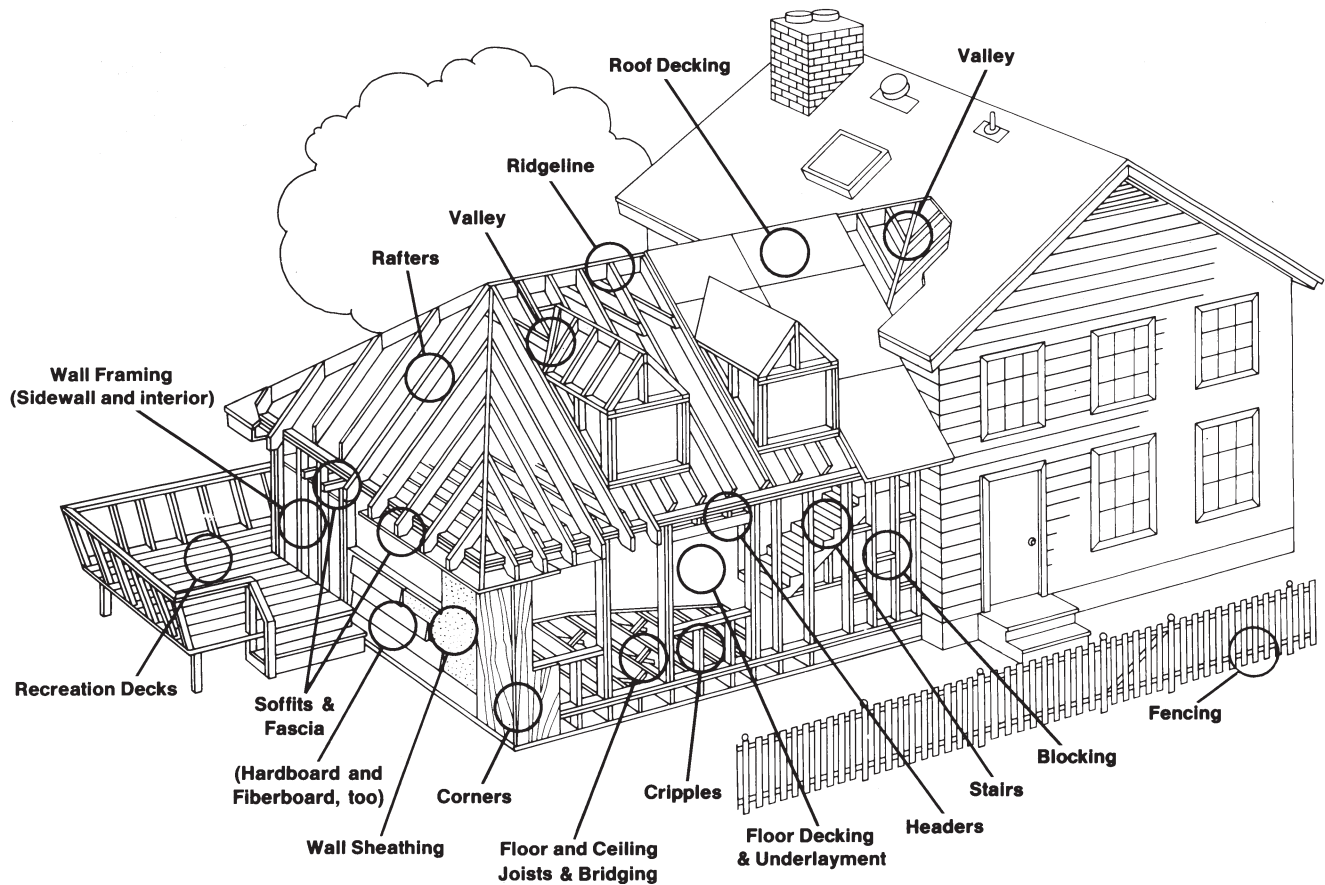 Roof Decking
Valley
Ridgeline
Valley
Rafters
Wall Framing
(Sidewall and interior)
Recreation Decks
Soffits &
Fascia
(Hardboard and
Fiberboard, too)
Wall Sheathing
Corners
Floor and Ceiling
Joists & Bridging
Cripples
Floor Decking
& Underlayment
Headers
Stairs
Blocking
Fencing